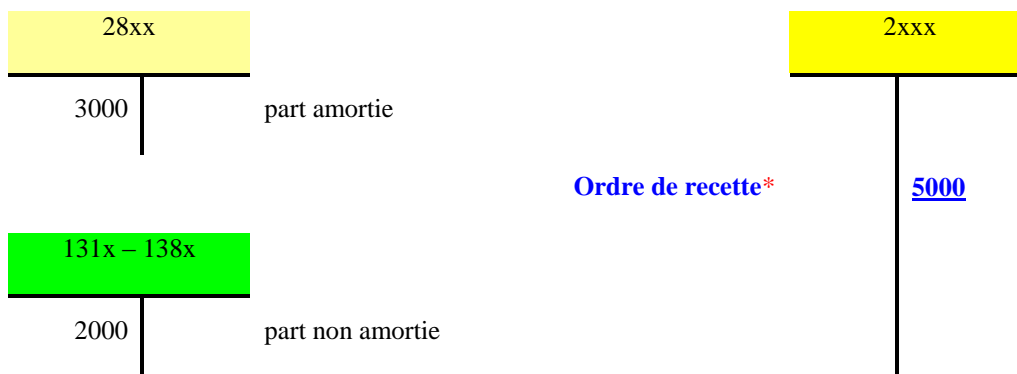 28xx 2xxx
3000 part amortie
Ordre de recette* 5000
131x – 138x
2000 part non amortie